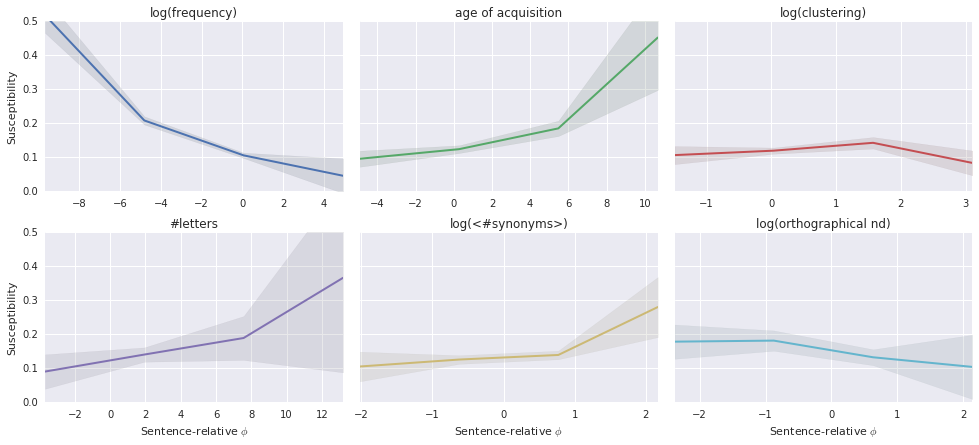 log(frequency)
age of acquisition
log(clustering)
Susceptibility
0.5
0.4
0.3
0.2
0.1
0.0
−8 −6 −4 −2 0 2 4
−4 −2 0 2 4 6 8 10
−1 0 1 2 3
#letters
log(<#synonyms>)
log(orthographical nd)
Susceptibility
0.5
0.4
0.3
0.2
0.1
0.0
−2 0 2 4 6 8 10 12
−2 −1 0 1 2
−2 −1 0 1 2
Sentence-relative ϕ
Sentence-relative ϕ
Sentence-relative ϕ